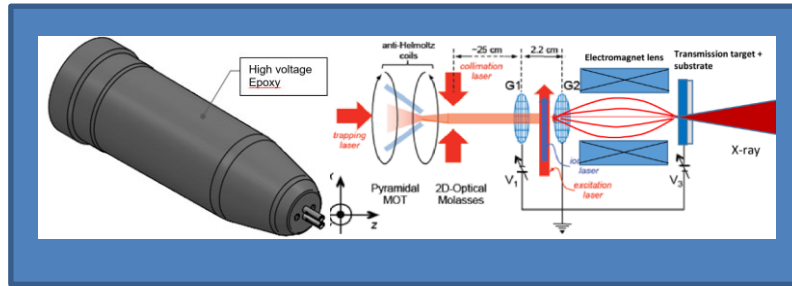 High voltage
Epoxy
anti-Helmoltz
coils
~25 cm
2.2 cm
collimation
laser
trapping
laser
G1
G2
Electromagnet lens
Transmission target +
substrate
X-ray
laser
excitation
laser
V1
V3
Pyramidal
MOT
2D-Optical
Molasses
z